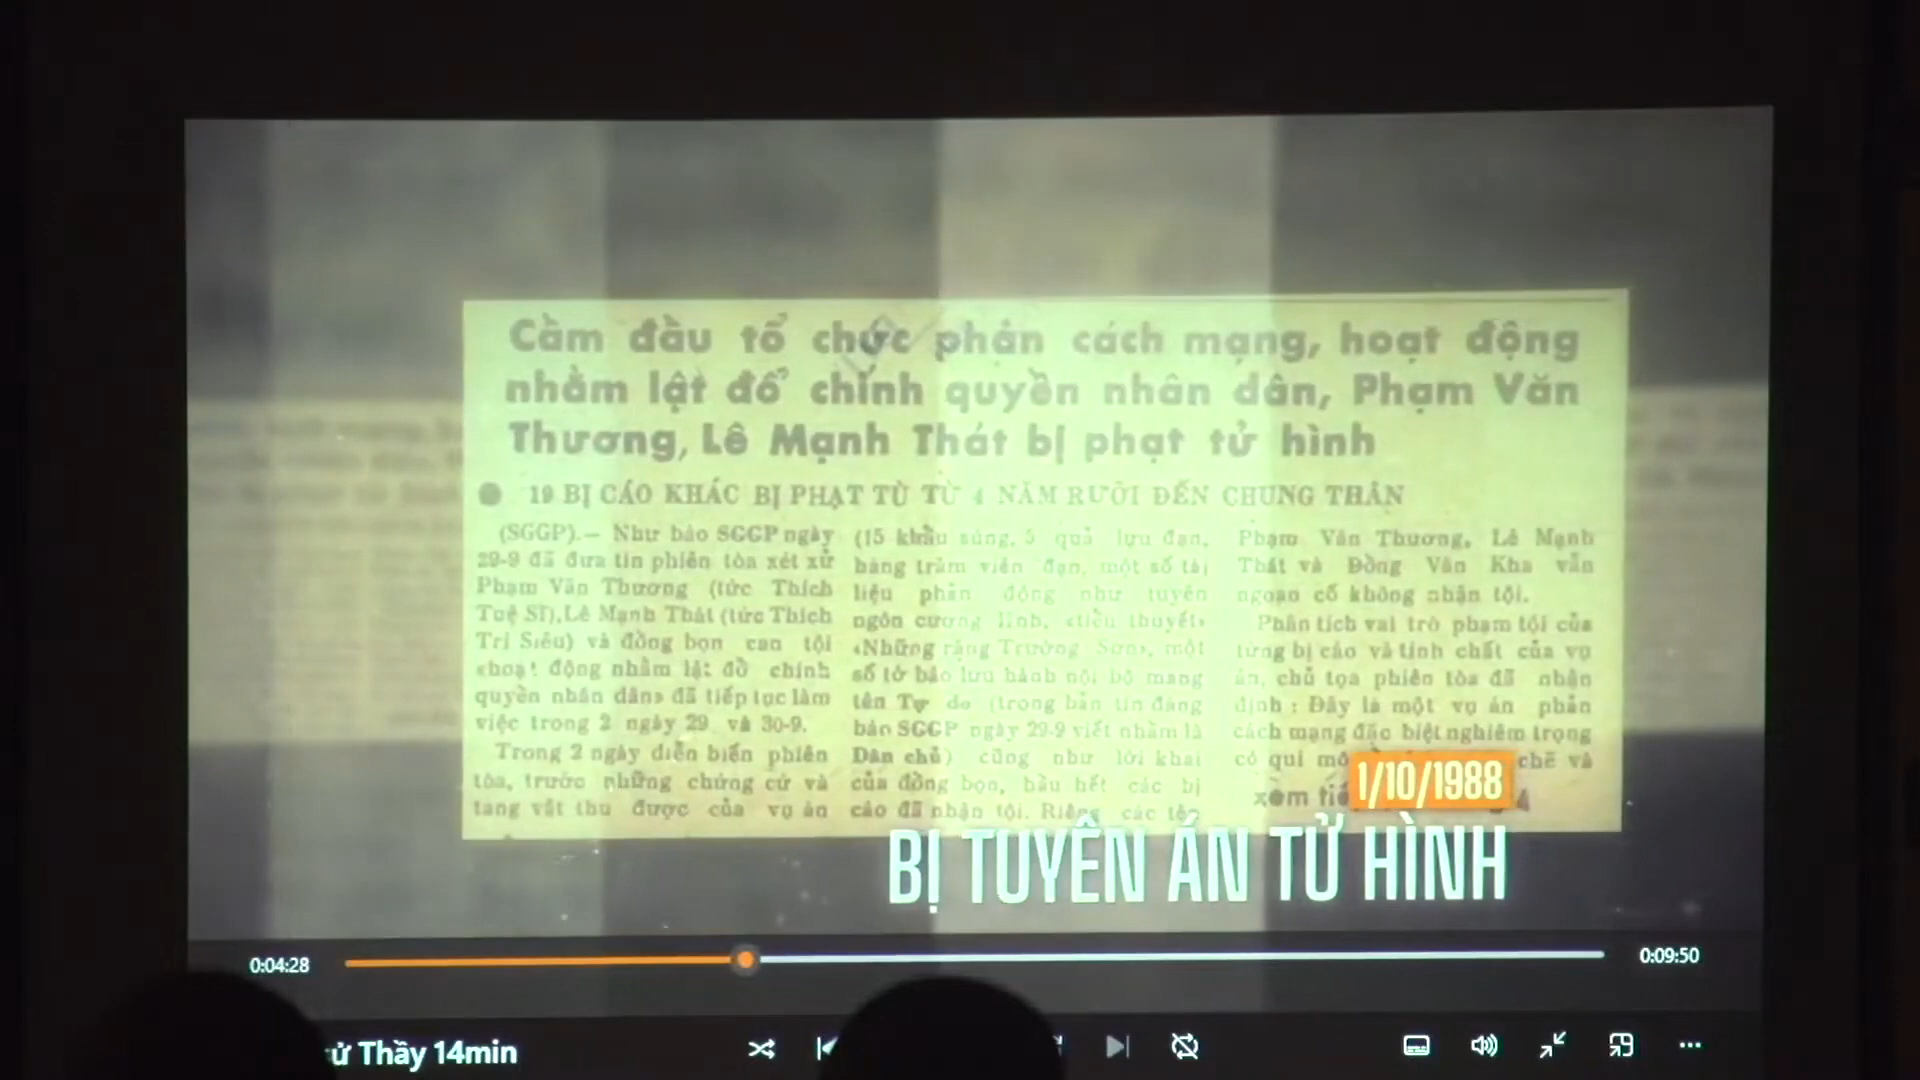 Cầm đầu tổ chức phản cách mạng, hoạt động
nhằm lật đổ chính quyền nhân dân, Phạm Văn
Thương, Lê Mạnh Thát bị phạt tử hình
● 19 BỊ CÁO KHÁC BỊ PHẠT TÙ TỪ 4 NĂM RƯỠI ĐẾN CHUNG THÂN
(SGGP).— Như báo SGGP ngày
29-9 đã đưa tin phiên tòa xét xử
Phạm Văn Thương (tức Thích
Tuệ Sĩ), Lê Mạnh Thát (tức Thích
Trí Siêu) và đồng bọn can tội
«hoạt động nhằm lật đổ chính
quyền nhân dân» đã tiếp tục làm
việc trong 2 ngày 29 và 30-9.
Trong 2 ngày diễn biến phiên
tòa, trước những chứng cứ và
tang vật thu được của vụ án
(15 khẩu súng, 5 quả lựu đạn,
hàng trăm viên đạn, một số tài
liệu phản động như tuyên
ngôn cương lĩnh, «tiểu thuyết»
«Những rặng Trường Sơn», một
số tờ báo lưu hành nội bộ mang
tên Tự do (trong bản tin đăng
báo SGGP ngày 29-9 viết nhầm là
Dân chủ) cũng như lời khai
của đồng bọn, hầu hết các bị
cáo đã nhận tội. Riêng các tên
Phạm Văn Thương, Lê Mạnh
Thát và Đồng Văn Kha vẫn
ngoan cố không nhận tội.
Phân tích vai trò phạm tội của
từng bị cáo và tính chất của vụ
án, chủ tọa phiên tòa đã nhận
định : Đây là một vụ án phản
cách mạng đặc biệt nghiêm trọng
có qui mô chẽ và
xem 4
1/10/1988
BỊ TUYÊN ÁN TỬ HÌNH
0:04:28
0:09:50
Thầy 14min